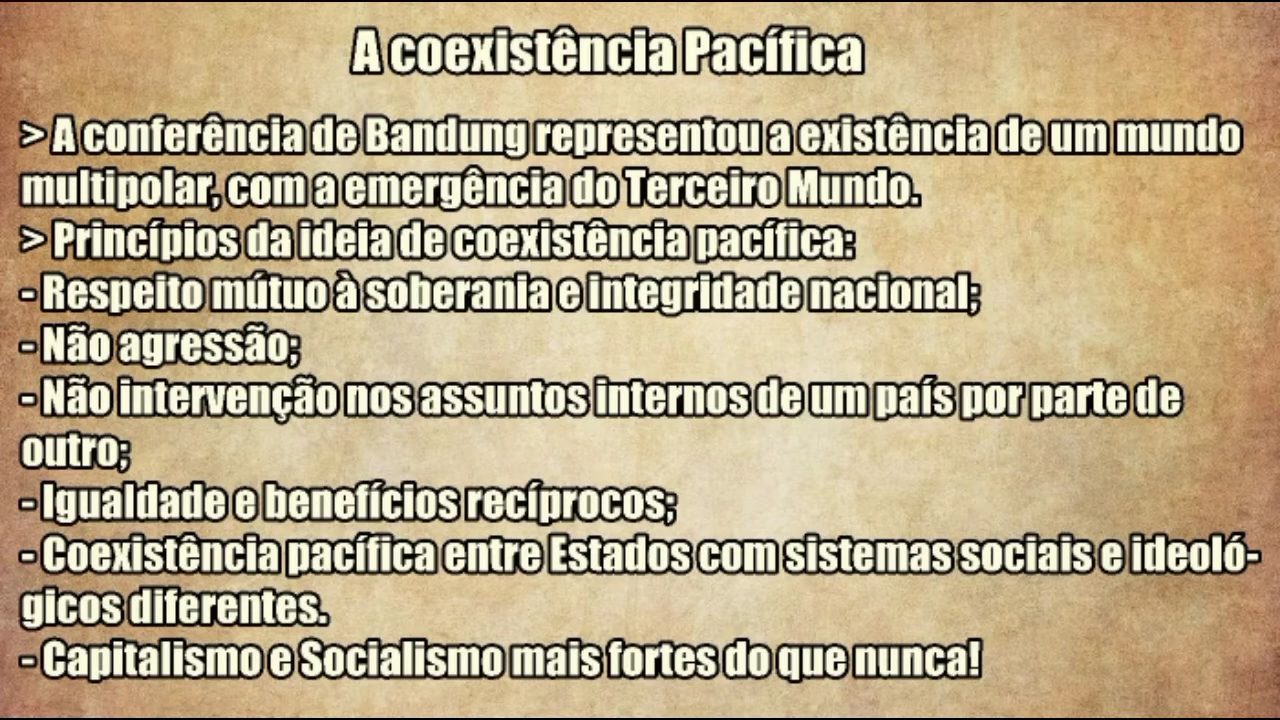 A coexistência Pacífica
> A conferência de Bandung representou a existência de um mundo
multipolar, com a emergência do Terceiro Mundo.
> Princípios da ideia de coexistência pacífica:
- Respeito mútuo à soberania e integridade nacional;
- Não agressão;
- Não intervenção nos assuntos internos de um país por parte de
outro;
- Igualdade e benefícios recíprocos;
- Coexistência pacífica entre Estados com sistemas sociais e ideoló-
gicos diferentes.
- Capitalismo e Socialismo mais fortes do que nunca!